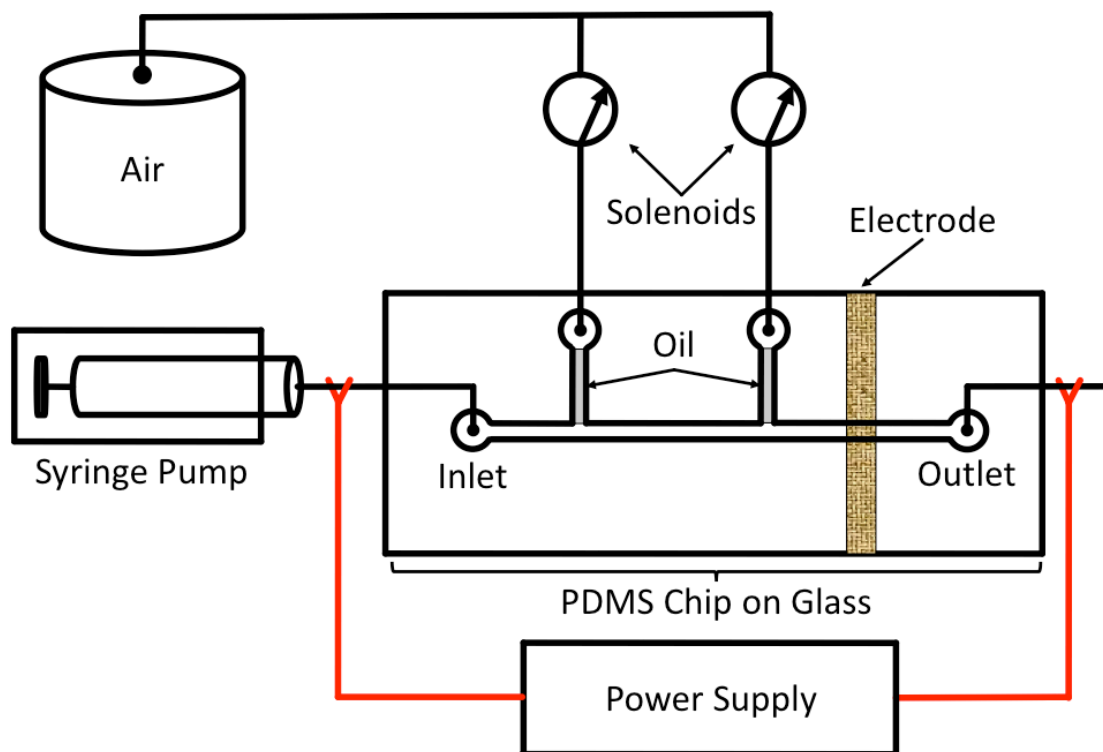 Air
Solenoids
Electrode
Oil
Syringe Pump
Inlet
Outlet
PDMS Chip on Glass
Power Supply